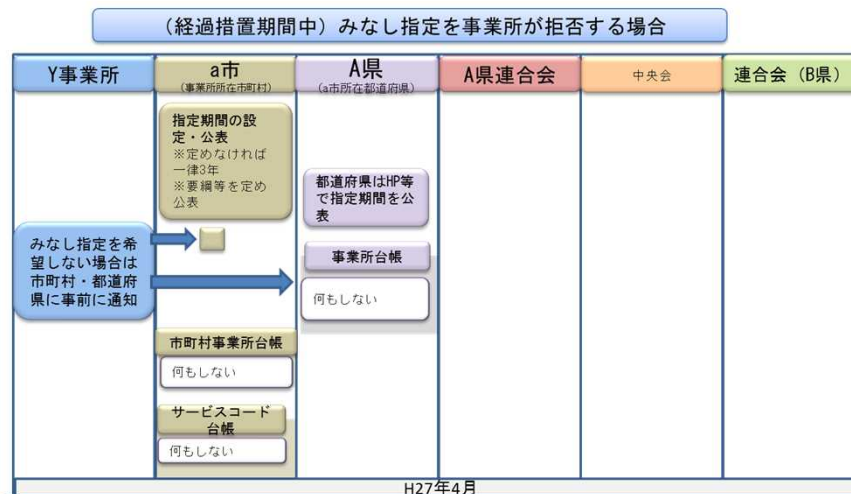 （経過措置期間中）みなし指定を事業所が拒否する場合
Y事業所
a市
（事業所所在市町村）
A県
（a市所在都道府県）
A県連合会
中央会
連合会（B県）
指定期間の設
定・公表
※定めなければ
一律3年
※要綱等を定め
公表
都道府県はHP等
で指定期間を公
表
みなし指定を希
望しない場合は
市町村・都道府
県に事前に通知
事業所台帳
何もしない
市町村事業所台帳
何もしない
サービスコード
台帳
何もしない
H27年4月